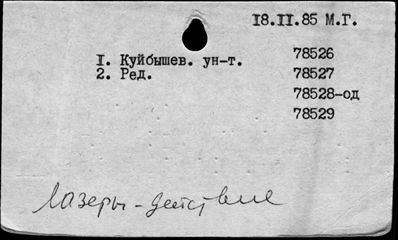 18.II.85 М.Г.
I. Куйбышев. ун-т. 78526
2. Ред. 78527
78528-од
78529
Лазеры - действие